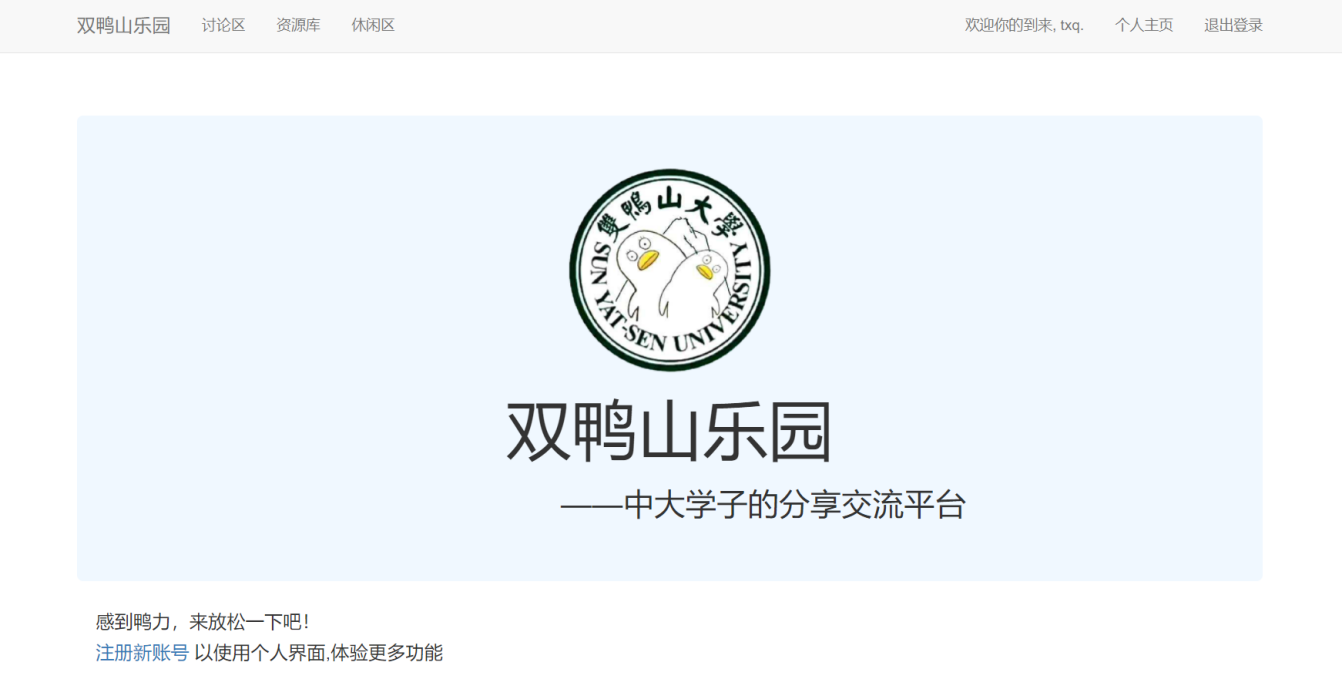 双鸭山乐园 讨论区 资源库 休闲区 欢迎你的到来, txq. 个人主页 退出登录
雙鴨山大學
SUN YAT-SEN UNIVERSITY
双鸭山乐园
——中大学子的分享交流平台
感到鸭力，来放松一下吧！
注册新账号 以使用个人界面,体验更多功能